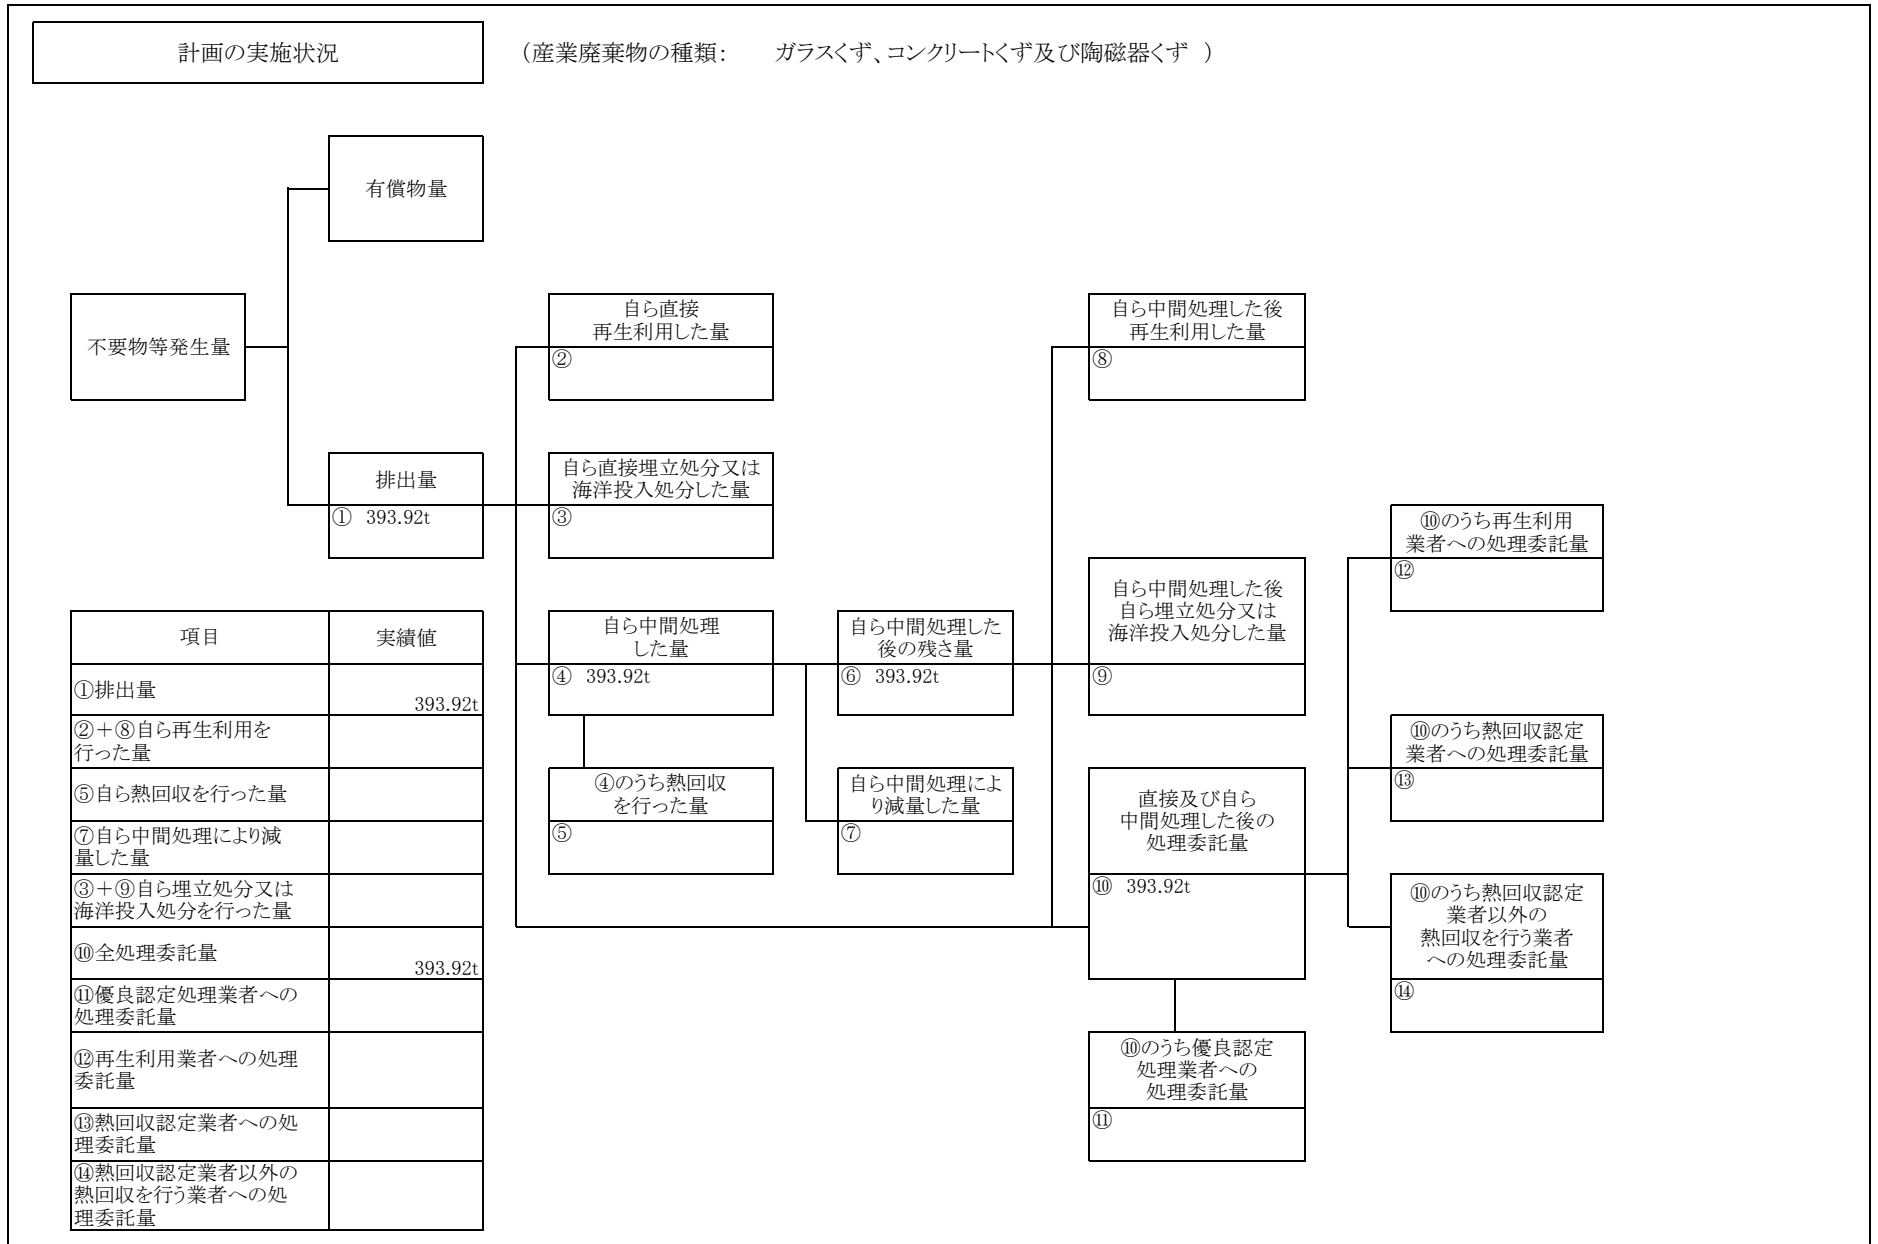 計画の実施状況
（産業廃棄物の種類：　ガラスくず、コンクリートくず及び陶磁器くず　）
有償物量
不要物等発生量
自ら直接
再生利用した量
②
自ら中間処理した後
再生利用した量
⑧
排出量
① 393.92t
自ら直接埋立処分又は
海洋投入処分した量
③
⑩のうち再生利用
業者への処理委託量
⑫
自ら中間処理した後
自ら埋立処分又は
海洋投入処分した量
⑨
自ら中間処理
した量
④ 393.92t
自ら中間処理した
後の残さ量
⑥ 393.92t
⑩のうち熱回収認定
業者への処理委託量
⑬
④のうち熱回収
を行った量
⑤
自ら中間処理によ
り減量した量
⑦
直接及び自ら
中間処理した後の
処理委託量
⑩ 393.92t
⑩のうち熱回収認定
業者以外の
熱回収を行う業者
への処理委託量
⑭
⑩のうち優良認定
処理業者への
処理委託量
⑪
項目 実績値
①排出量
393.92t
②＋⑧自ら再生利用を
行った量
⑤自ら熱回収を行った量
⑦自ら中間処理により減
量した量
③＋⑨自ら埋立処分又は
海洋投入処分を行った量
⑩全処理委託量
393.92t
⑪優良認定処理業者への
処理委託量
⑫再生利用業者への処理
委託量
⑬熱回収認定業者への処
理委託量
⑭熱回収認定業者以外の
熱回収を行う業者への処
理委託量